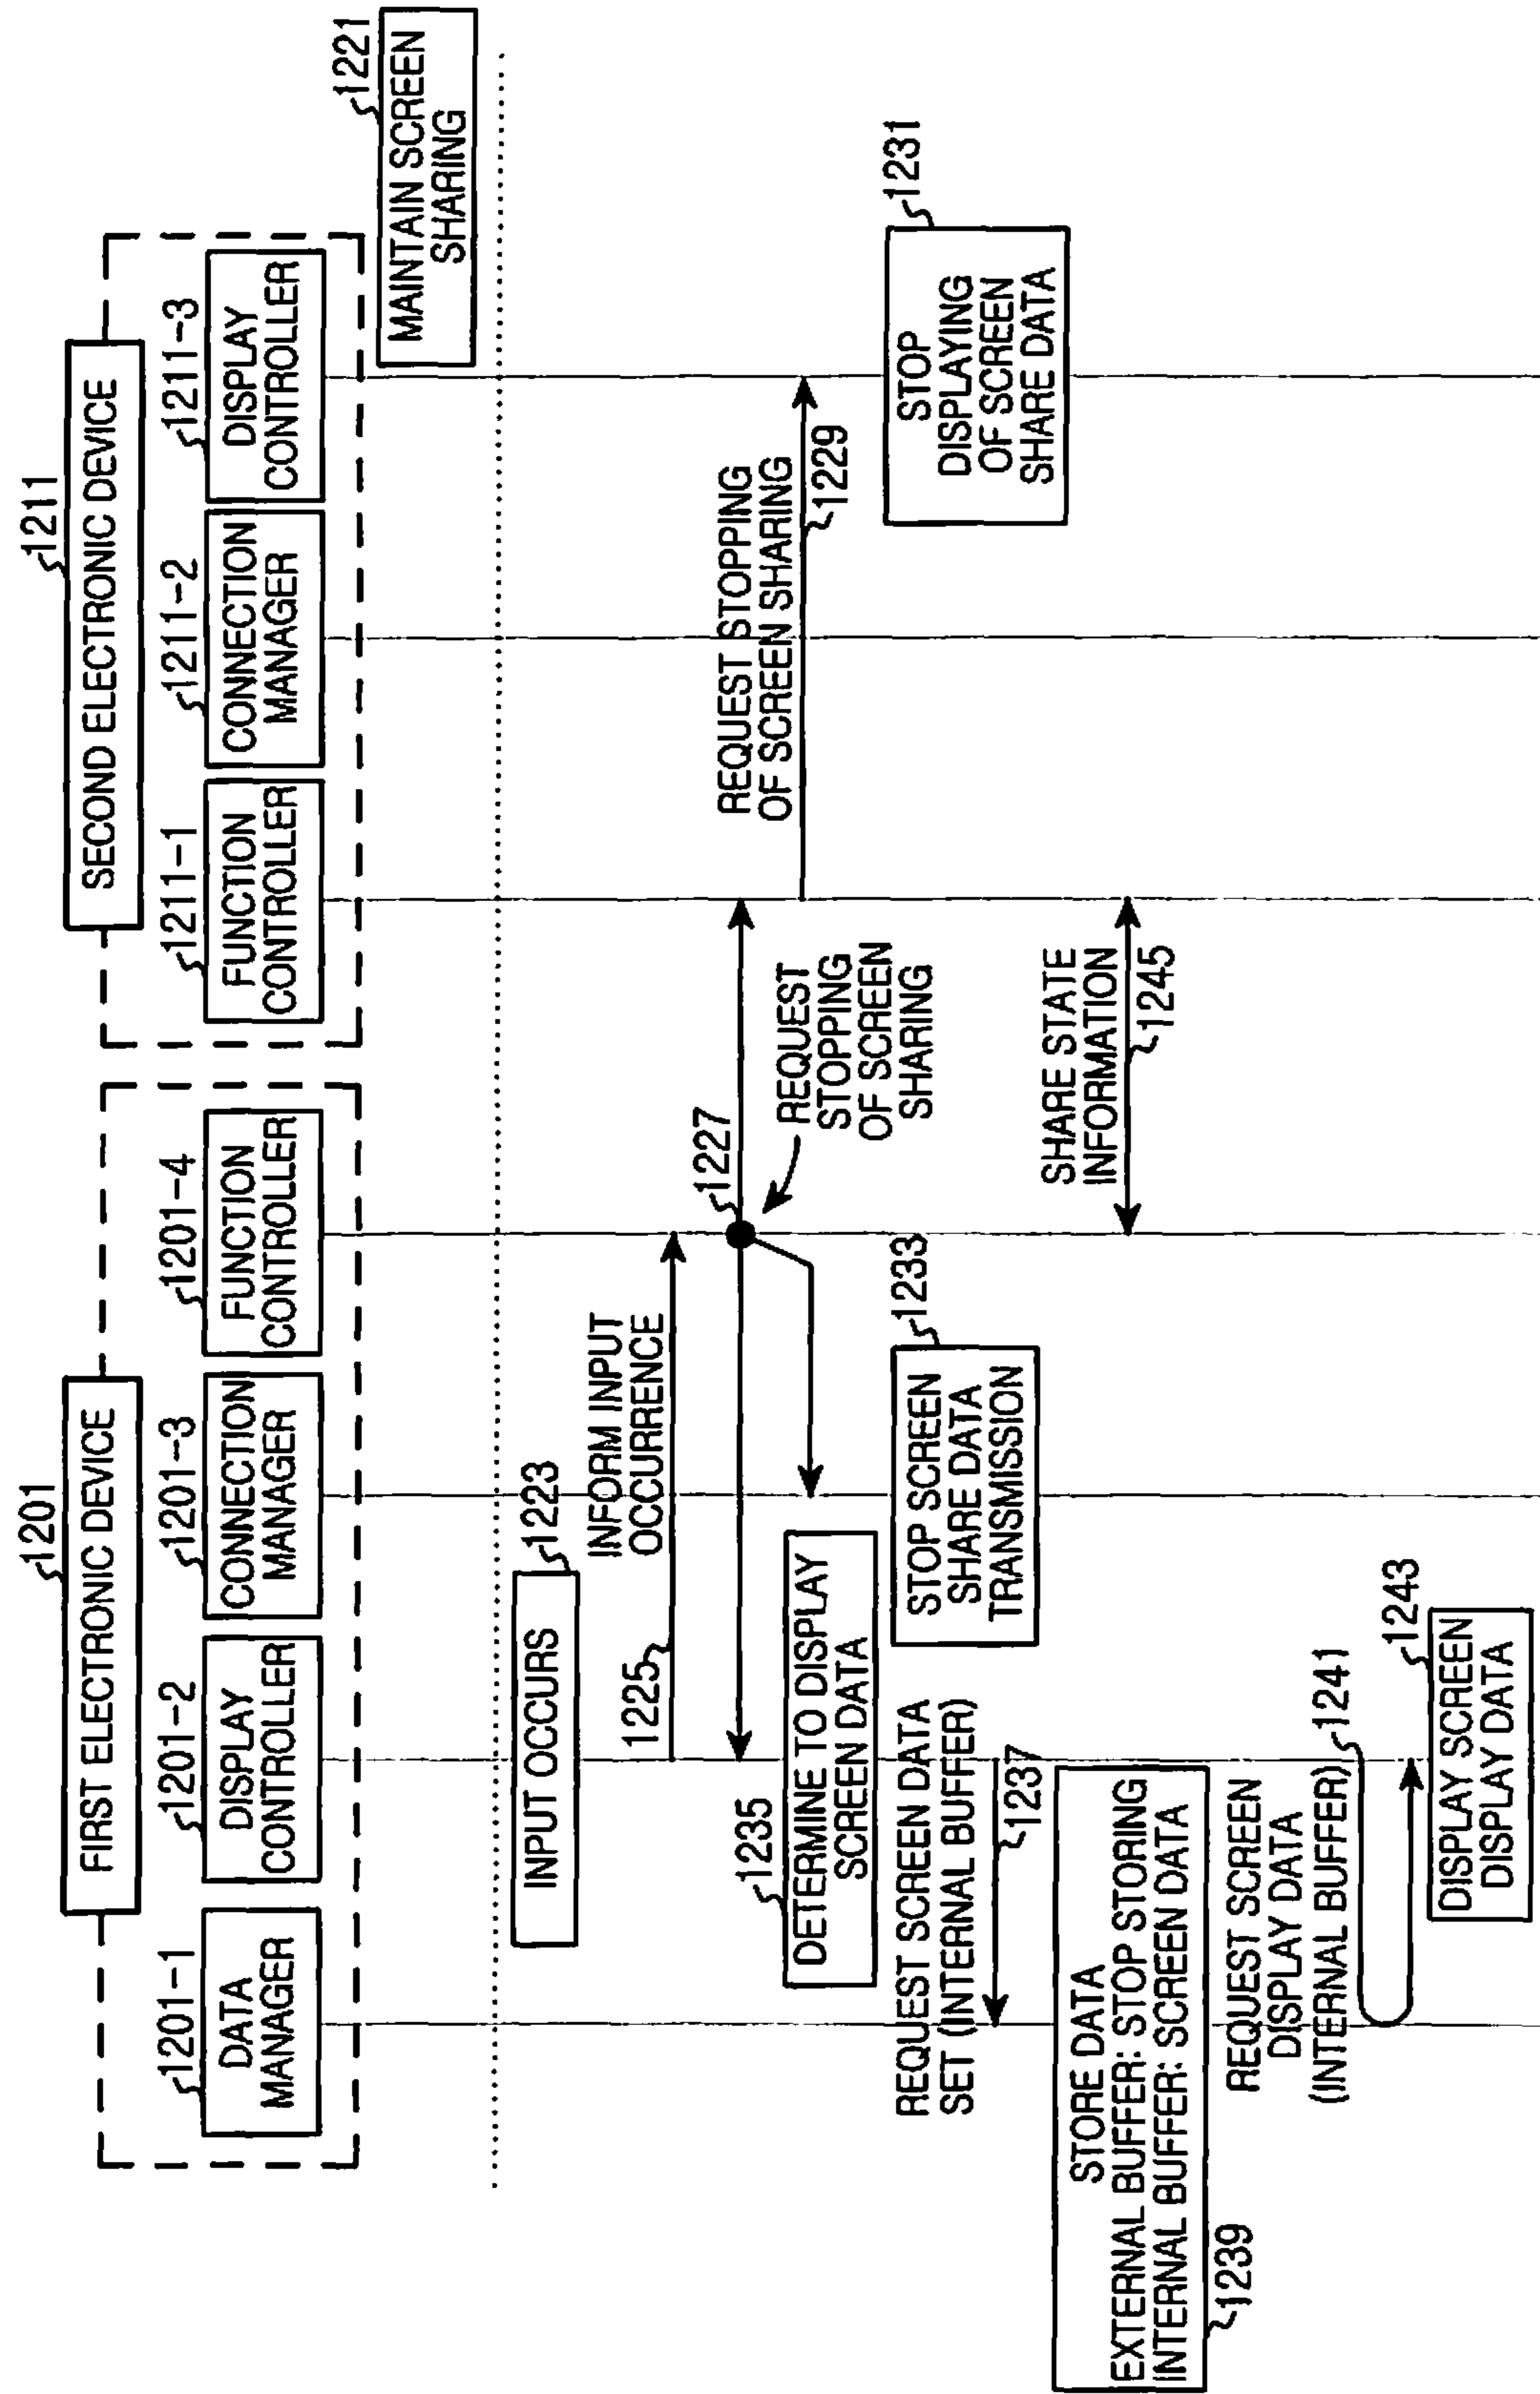 1201
FIRST ELECTRONIC DEVICE
1211
SECOND ELECTRONIC DEVICE
1201-1
DATA
MANAGER
1201-2
DISPLAY
CONTROLLER
1201-3
CONNECTION
MANAGER
1201-4
FUNCTION
CONTROLLER
1211-1
FUNCTION
CONTROLLER
1211-2
CONNECTION
MANAGER
1211-3
DISPLAY
CONTROLLER
1221
MAINTAIN SCREEN
SHARING
1223
INPUT OCCURS
INFORM INPUT
OCCURRENCE
1225
1227
REQUEST
STOPPING
OF SCREEN
SHARING
REQUEST STOPPING
OF SCREEN SHARING
1229
1231
STOP
DISPLAYING
OF SCREEN
SHARE DATA
1233
STOP SCREEN
SHARE DATA
TRANSMISSION
1235
DETERMINE TO DISPLAY
SCREEN DATA
REQUEST SCREEN DATA
SET (INTERNAL BUFFER)
1237
STORE DATA
EXTERNAL BUFFER: STOP STORING
INTERNAL BUFFER: SCREEN DATA
1239
SHARE STATE
INFORMATION
1245
REQUEST SCREEN
DISPLAY DATA
(INTERNAL BUFFER)
1241
1243
DISPLAY SCREEN
DISPLAY DATA